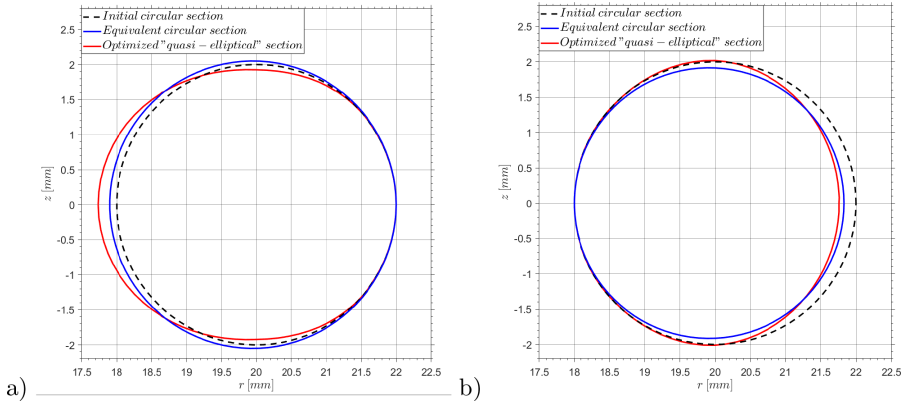 Initial circular section
Equivalent circular section
Optimized "quasi − elliptical" section
2.5
2
1.5
1
0.5
0
-0.5
-1
-1.5
-2
z [mm]
17.5 18 18.5 19 19.5 20 20.5 21 21.5 22 22.5
r [mm]
a)
Initial circular section
Equivalent circular section
Optimized "quasi − elliptical" section
2.5
2
1.5
1
0.5
0
-0.5
-1
-1.5
-2
z [mm]
17.5 18 18.5 19 19.5 20 20.5 21 21.5 22 22.5
r [mm]
b)